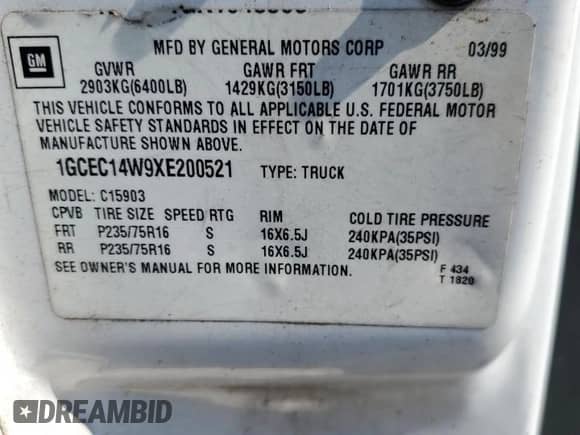 GM
MFD BY GENERAL MOTORS CORP 03/99
GVWR GAWR FRT GAWR RR
2903KG(6400LB) 1429KG(3150LB) 1701KG(3750LB)
THIS VEHICLE CONFORMS TO ALL APPLICABLE U.S. FEDERAL MOTOR
VEHICLE SAFETY STANDARDS IN EFFECT ON THE DATE OF
MANUFACTURE SHOWN ABOVE.
1GCEC14W9XE200521 TYPE: TRUCK
MODEL: C15903
CPVB TIRE SIZE SPEED RTG RIM COLD TIRE PRESSURE
FRT P235/75R16 S 16X6.5J 240KPA(35PSI)
RR P235/75R16 S 16X6.5J 240KPA(35PSI)
SEE OWNER'S MANUAL FOR MORE INFORMATION.
F 434
T 1820
DREAMBID